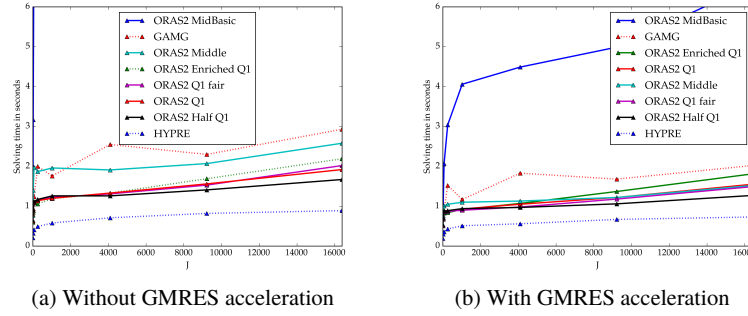 ORAS2 MidBasic
GAMG
ORAS2 Middle
ORAS2 Enriched Q1
ORAS2 Q1 fair
ORAS2 Q1
ORAS2 Half Q1
HYPRE
Solving time in seconds
6
5
4
3
2
1
0
0 2000 4000 6000 8000 10000 12000 14000 16000
J
(a) Without GMRES acceleration
ORAS2 MidBasic
GAMG
ORAS2 Enriched Q1
ORAS2 Q1
ORAS2 Middle
ORAS2 Q1 fair
ORAS2 Half Q1
HYPRE
Solving time in seconds
6
5
4
3
2
1
0
0 2000 4000 6000 8000 10000 12000 14000 16000
J
(b) With GMRES acceleration